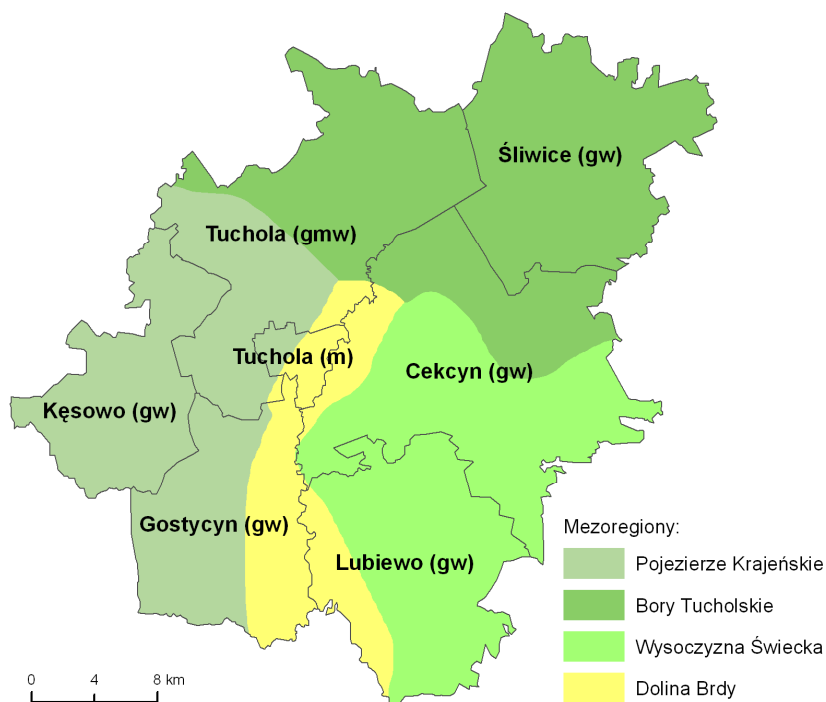 Śliwice (gw)
Tuchola (gmw)
Tuchola (m)
Cekcyn (gw)
Kęsowo (gw)
Gostycyn (gw)
Lubiewo (gw)
Mezoregiony:
Pojezierze Krajeńskie
Bory Tucholskie
Wysoczyzna Świecka
Dolina Brdy
0 4 8 km